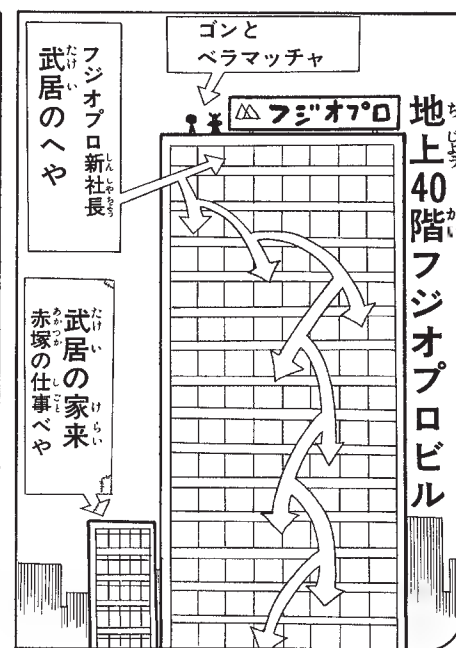 地上40階フジオプロビル
ゴンと
ベラマッチャ
フジオプロ
フジオプロ新社長
武居のへや
武居の家来
赤塚の仕事べや